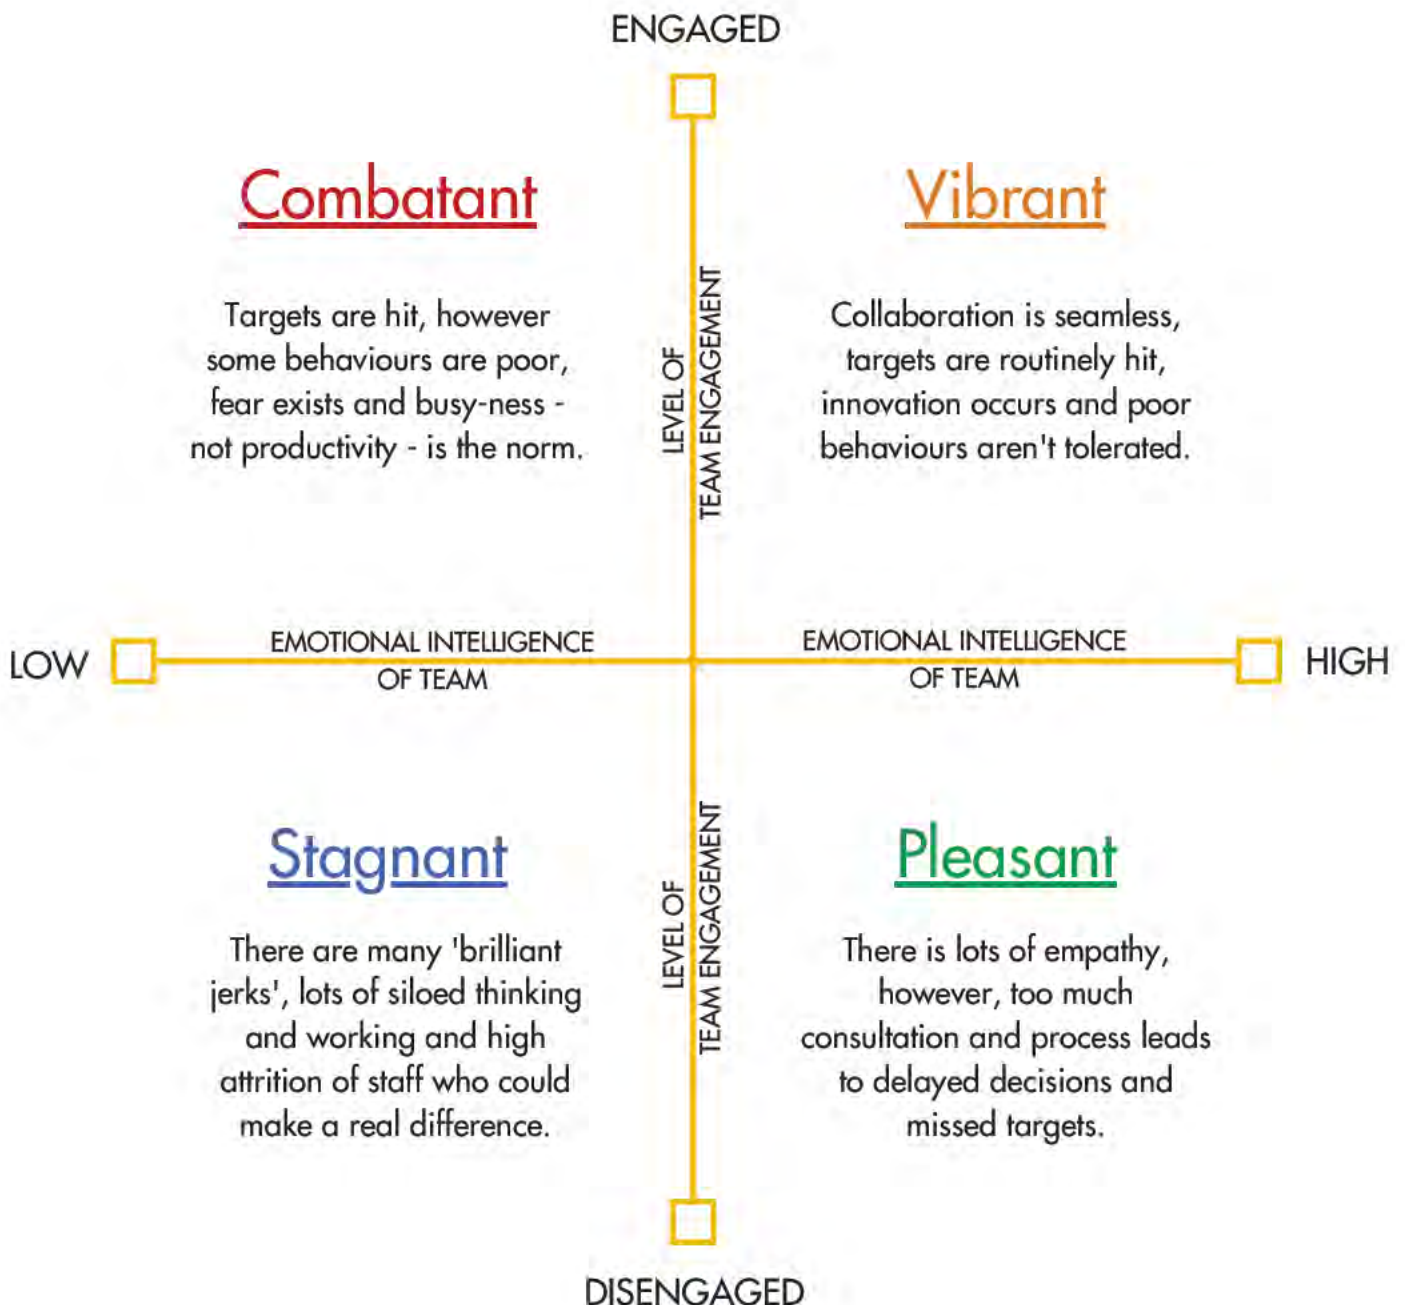 ENGAGED
Combatant
Targets are hit, however
some behaviours are poor,
fear exists and busy-ness -
not productivity - is the norm.
Vibrant
Collaboration is seamless,
targets are routinely hit,
innovation occurs and poor
behaviours aren't tolerated.
LEVEL OF
TEAM ENGAGEMENT
LOW
EMOTIONAL INTELLIGENCE
OF TEAM
EMOTIONAL INTELLIGENCE
OF TEAM
HIGH
Stagnant
There are many 'brilliant
jerks', lots of siloed thinking
and working and high
attrition of staff who could
make a real difference.
LEVEL OF
TEAM ENGAGEMENT
Pleasant
There is lots of empathy,
however, too much
consultation and process leads
to delayed decisions and
missed targets.
DISENGAGED